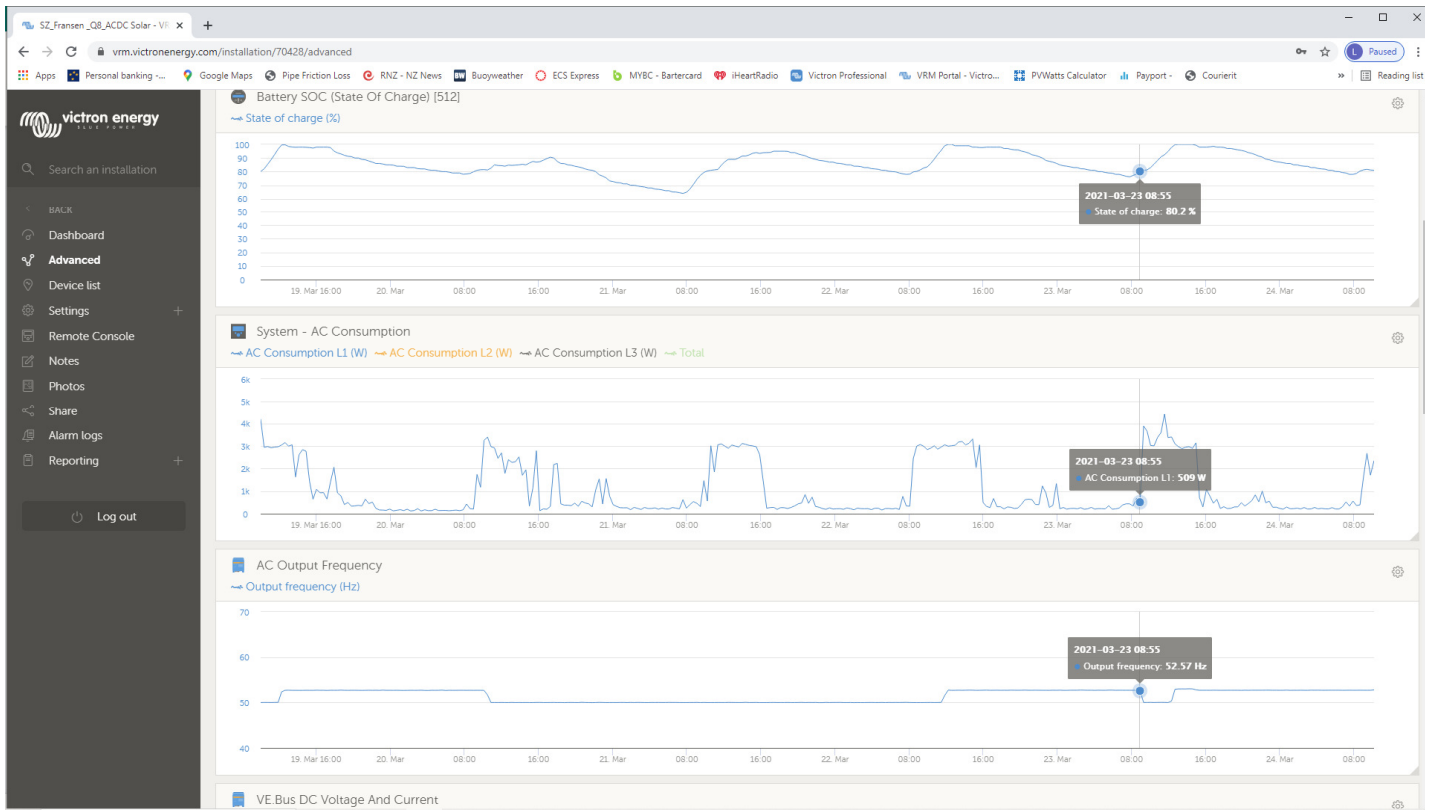 SZ_Fransen _Q8_ACDC Solar - VR
vrm.victronenergy.com/installation/70428/advanced
L Paused
Apps Personal banking -... Google Maps Pipe Friction Loss RNZ - NZ News BW Buoyweather ECS Express MYBC - Bartercard iHeartRadio Victron Professional VRM Portal - Victro... PVWatts Calculator Payport - Courierit » Reading list
victron energy
BLUE POWER
Search an installation
BACK
Dashboard
Advanced
Device list
Settings
Remote Console
Notes
Photos
Share
Alarm logs
Reporting
Log out
Battery SOC (State Of Charge) [512]
State of charge (%)
100
90
80
70
60
50
40
30
20
10
0
2021-03-23 08:55
State of charge: 80.2 %
19. Mar 16:00 20. Mar 08:00 16:00 21. Mar 08:00 16:00 22. Mar 08:00 16:00 23. Mar 08:00 16:00 24. Mar 08:00
System - AC Consumption
AC Consumption L1 (W) AC Consumption L2 (W) AC Consumption L3 (W) Total
6k
5k
4k
3k
2k
1k
0
2021-03-23 08:55
AC Consumption L1: 509 W
19. Mar 16:00 20. Mar 08:00 16:00 21. Mar 08:00 16:00 22. Mar 08:00 16:00 23. Mar 08:00 16:00 24. Mar 08:00
AC Output Frequency
Output frequency (Hz)
70
60
50
40
2021-03-23 08:55
Output frequency: 52.57 Hz
19. Mar 16:00 20. Mar 08:00 16:00 21. Mar 08:00 16:00 22. Mar 08:00 16:00 23. Mar 08:00 16:00 24. Mar 08:00
VE.Bus DC Voltage And Current